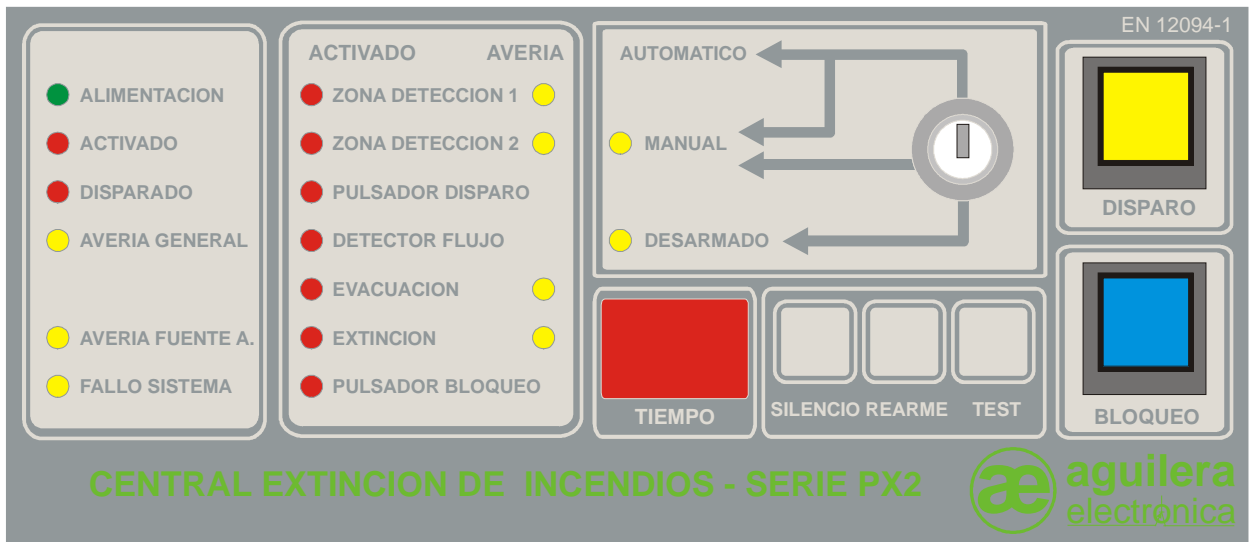 EN 12094-1
ALIMENTACION
ACTIVADO
DISPARADO
AVERIA GENERAL
AVERIA FUENTE A.
FALLO SISTEMA
ACTIVADO AVERIA
ZONA DETECCION 1
ZONA DETECCION 2
PULSADOR DISPARO
DETECTOR FLUJO
EVACUACION
EXTINCION
PULSADOR BLOQUEO
AUTOMATICO
MANUAL
DESARMADO
TIEMPO
SILENCIO REARME TEST
DISPARO
BLOQUEO
CENTRAL EXTINCION DE INCENDIOS - SERIE PX2
æ aguilera
electronica